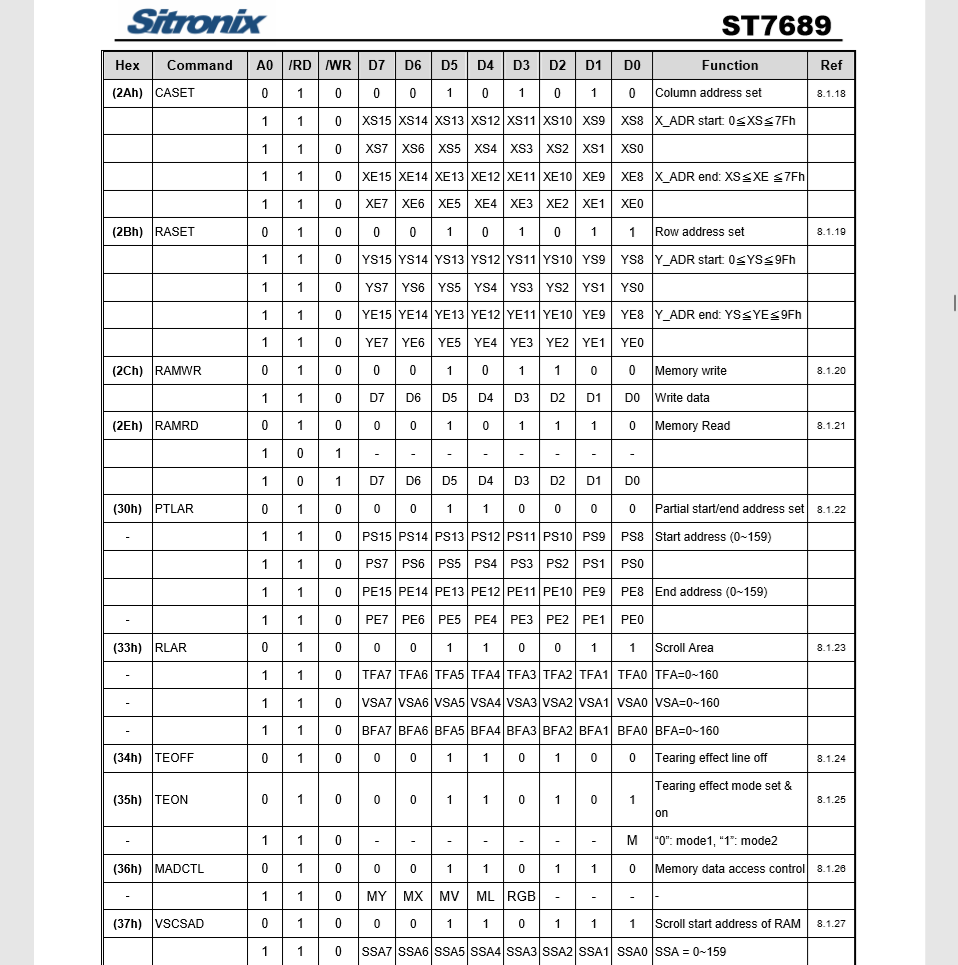 Sitronix ST7689
Hex Command A0 /RD /WR D7 D6 D5 D4 D3 D2 D1 D0 Function Ref
(2Ah) CASET 0 1 0 0 0 1 0 1 0 1 0 Column address set 8.1.18
1 1 0 XS15 XS14 XS13 XS12 XS11 XS10 XS9 XS8 X_ADR start: 0≦XS≦7Fh
1 1 0 XS7 XS6 XS5 XS4 XS3 XS2 XS1 XS0
1 1 0 XE15 XE14 XE13 XE12 XE11 XE10 XE9 XE8 X_ADR end: XS≦XE ≦7Fh
1 1 0 XE7 XE6 XE5 XE4 XE3 XE2 XE1 XE0
(2Bh) RASET 0 1 0 0 0 1 0 1 0 1 1 Row address set 8.1.19
1 1 0 YS15 YS14 YS13 YS12 YS11 YS10 YS9 YS8 Y_ADR start: 0≦YS≦9Fh
1 1 0 YS7 YS6 YS5 YS4 YS3 YS2 YS1 YS0
1 1 0 YE15 YE14 YE13 YE12 YE11 YE10 YE9 YE8 Y_ADR end: YS≦YE≦9Fh
1 1 0 YE7 YE6 YE5 YE4 YE3 YE2 YE1 YE0
(2Ch) RAMWR 0 1 0 0 0 1 0 1 1 0 0 Memory write 8.1.20
1 1 0 D7 D6 D5 D4 D3 D2 D1 D0 Write data
(2Eh) RAMRD 0 1 0 0 0 1 0 1 1 1 0 Memory Read 8.1.21
1 0 1 - - - - - - - -
1 0 1 D7 D6 D5 D4 D3 D2 D1 D0
(30h) PTLAR 0 1 0 0 0 1 1 0 0 0 0 Partial start/end address set 8.1.22
- 1 1 0 PS15 PS14 PS13 PS12 PS11 PS10 PS9 PS8 Start address (0~159)
1 1 0 PS7 PS6 PS5 PS4 PS3 PS2 PS1 PS0
1 1 0 PE15 PE14 PE13 PE12 PE11 PE10 PE9 PE8 End address (0~159)
- 1 1 0 PE7 PE6 PE5 PE4 PE3 PE2 PE1 PE0
(33h) RLAR 0 1 0 0 0 1 1 0 0 1 1 Scroll Area 8.1.23
- 1 1 0 TFA7 TFA6 TFA5 TFA4 TFA3 TFA2 TFA1 TFA0 TFA=0~160
- 1 1 0 VSA7 VSA6 VSA5 VSA4 VSA3 VSA2 VSA1 VSA0 VSA=0~160
- 1 1 0 BFA7 BFA6 BFA5 BFA4 BFA3 BFA2 BFA1 BFA0 BFA=0~160
(34h) TEOFF 0 1 0 0 0 1 1 0 1 0 0 Tearing effect line off 8.1.24
(35h) TEON 0 1 0 0 0 1 1 0 1 0 1 Tearing effect mode set & 8.1.25
on
- 1 1 0 - - - - - - - M “0”: mode1, “1”: mode2
(36h) MADCTL 0 1 0 0 0 1 1 0 1 1 0 Memory data access control 8.1.26
- 1 1 0 MY MX MV ML RGB - - - -
(37h) VSCSAD 0 1 0 0 0 1 1 0 1 1 1 Scroll start address of RAM 8.1.27
1 1 0 SSA7 SSA6 SSA5 SSA4 SSA3 SSA2 SSA1 SSA0 SSA = 0~159